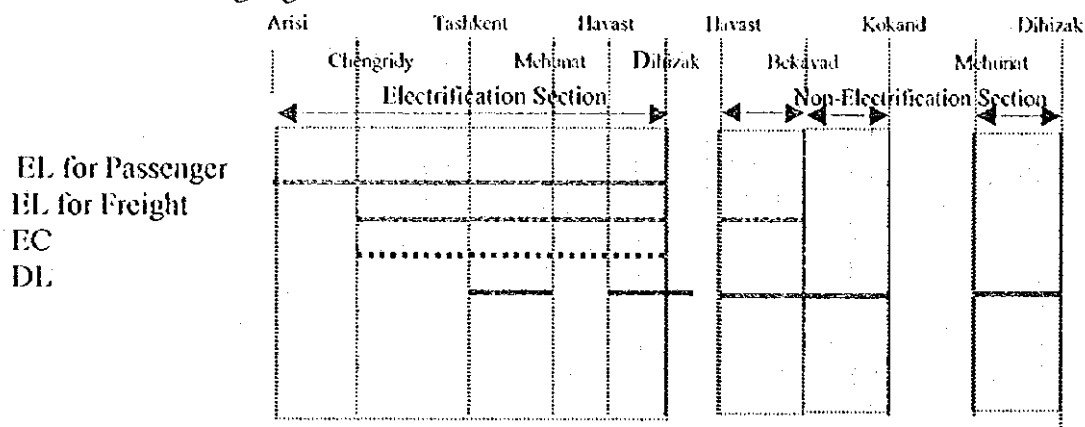 Arisi Tashkent Havast Havast Kokand Dihizak
Chengridy Mehunat Dihizak Bekavad Mehunat
Electrification Section Non-Electrification Section
EL for Passenger
EL for Freight
EC
DL